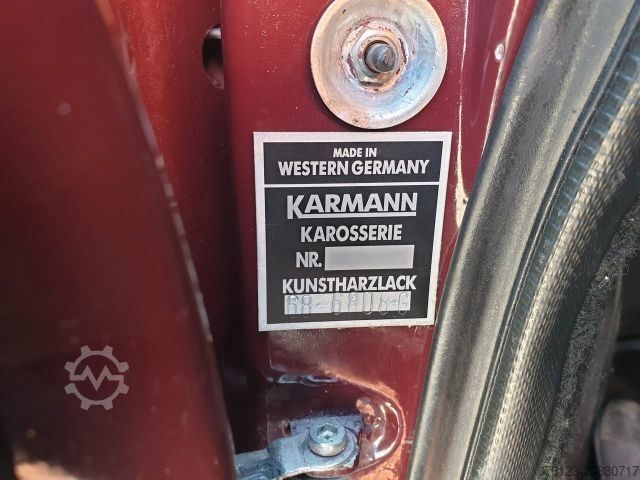 MADE IN
WESTERN GERMANY
KARMANN
KAROSSERIE
NR.
KUNSTHARZLACK